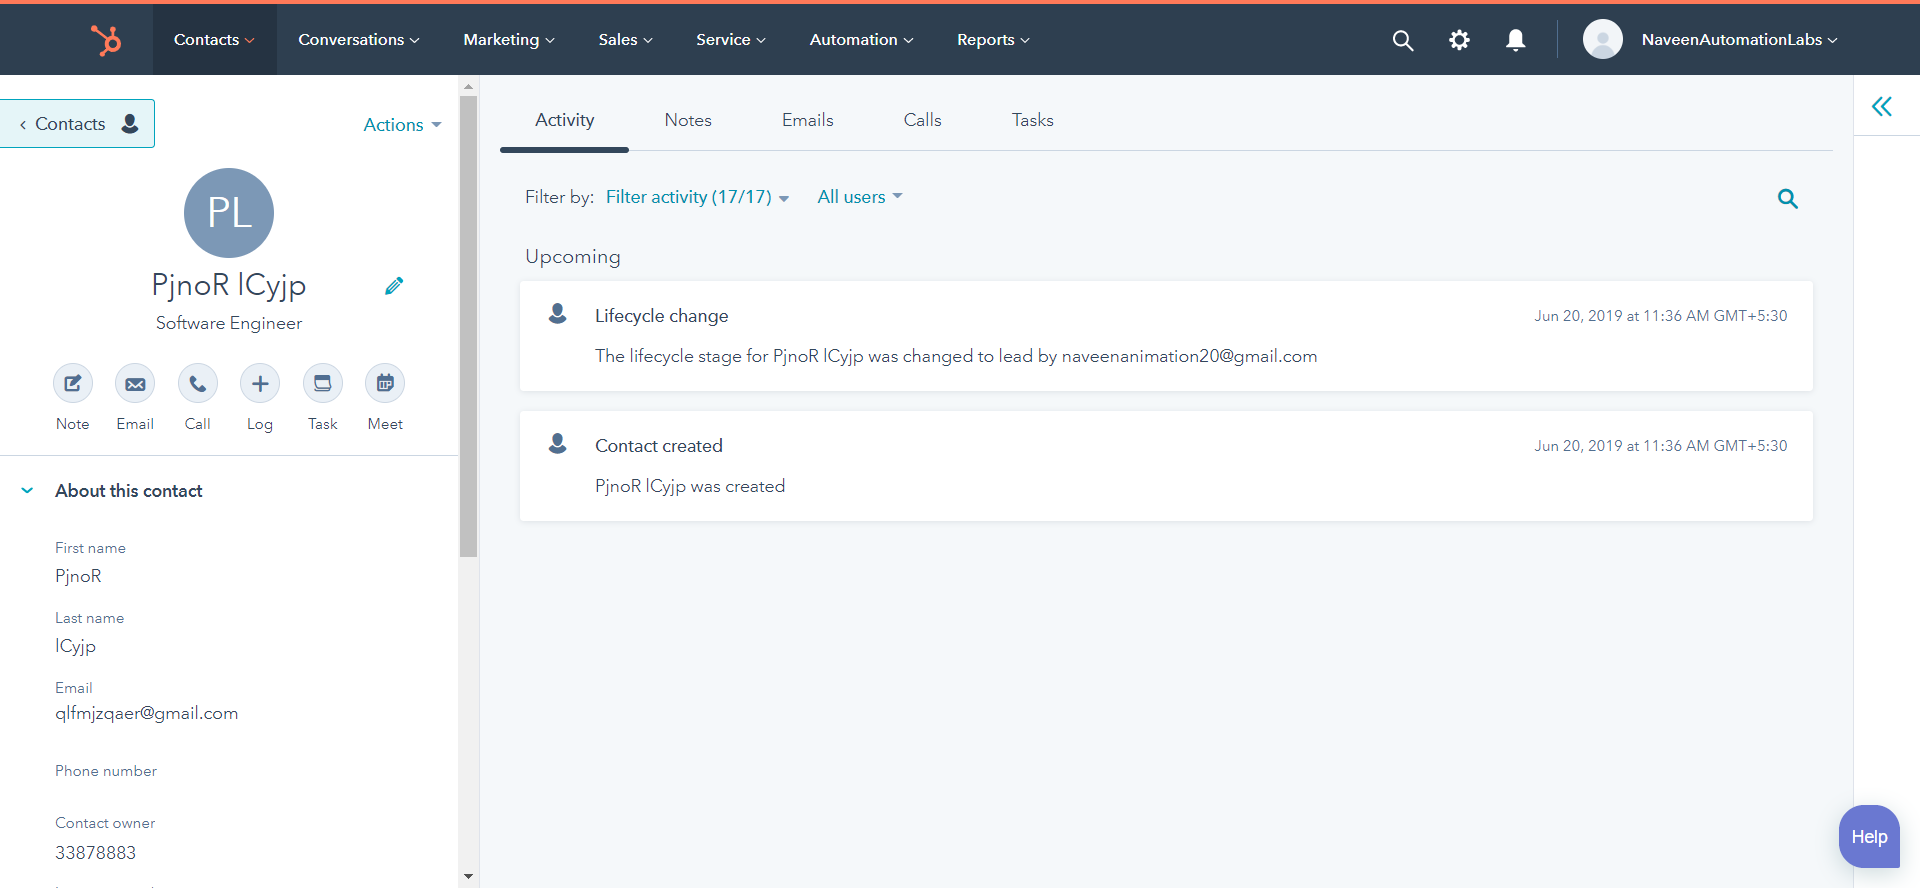 Contacts Conversations Marketing Sales Service Automation Reports NaveenAutomationLabs
Contacts
Actions
PL
PjnoR lCyjp
Software Engineer
Note Email Call Log Task Meet
About this contact
First name
PjnoR
Last name
lCyjp
Email
qlfmjzqaer@gmail.com
Phone number
Contact owner
33878883
Activity Notes Emails Calls Tasks
Filter by: Filter activity (17/17) All users
Upcoming
Lifecycle change Jun 20, 2019 at 11:36 AM GMT+5:30
The lifecycle stage for PjnoR lCyjp was changed to lead by naveenanimation20@gmail.com
Contact created Jun 20, 2019 at 11:36 AM GMT+5:30
PjnoR lCyjp was created
Help